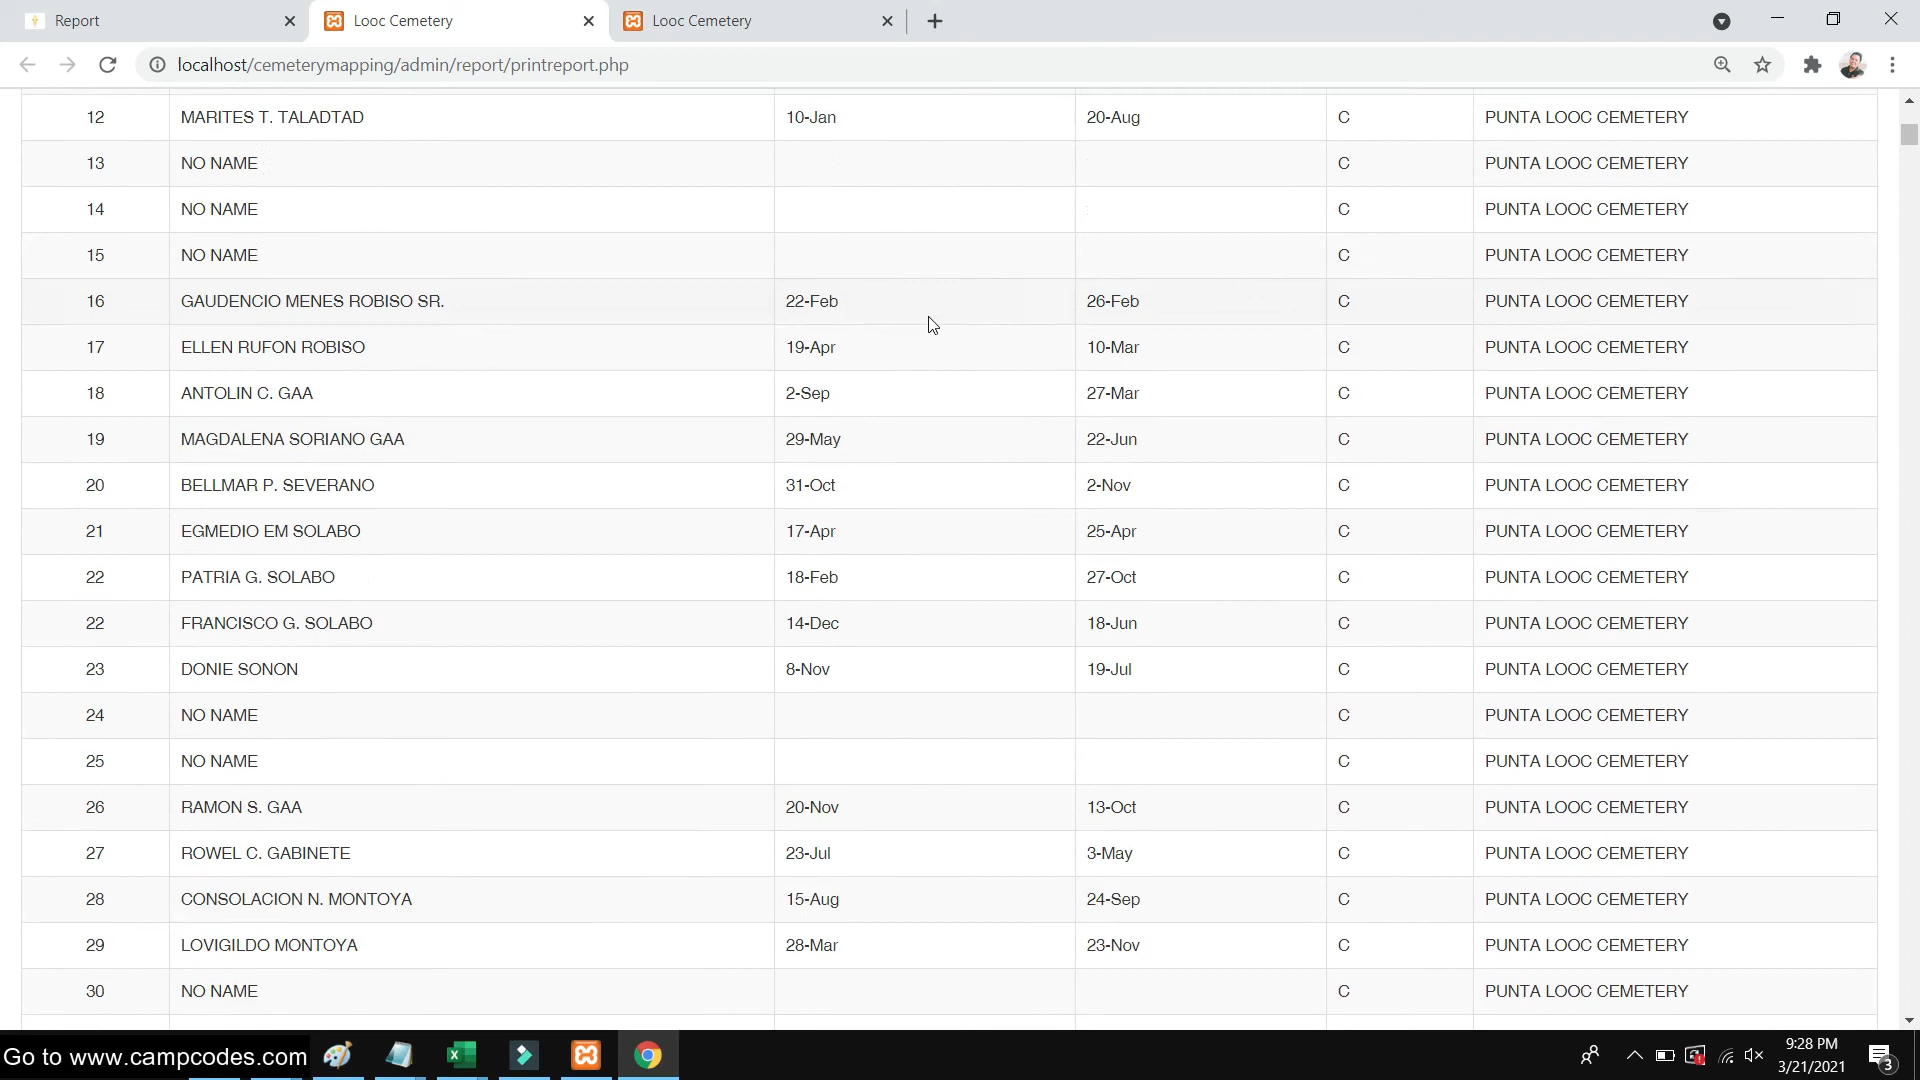 Report
Looc Cemetery
Looc Cemetery
localhost/cemeterymapping/admin/report/printreport.php
12 MARITES T. TALADTAD 10-Jan 20-Aug C PUNTA LOOC CEMETERY
13 NO NAME C PUNTA LOOC CEMETERY
14 NO NAME C PUNTA LOOC CEMETERY
15 NO NAME C PUNTA LOOC CEMETERY
16 GAUDENCIO MENES ROBISO SR. 22-Feb 26-Feb C PUNTA LOOC CEMETERY
17 ELLEN RUFON ROBISO 19-Apr 10-Mar C PUNTA LOOC CEMETERY
18 ANTOLIN C. GAA 2-Sep 27-Mar C PUNTA LOOC CEMETERY
19 MAGDALENA SORIANO GAA 29-May 22-Jun C PUNTA LOOC CEMETERY
20 BELLMAR P. SEVERANO 31-Oct 2-Nov C PUNTA LOOC CEMETERY
21 EGMEDIO EM SOLABO 17-Apr 25-Apr C PUNTA LOOC CEMETERY
22 PATRIA G. SOLABO 18-Feb 27-Oct C PUNTA LOOC CEMETERY
22 FRANCISCO G. SOLABO 14-Dec 18-Jun C PUNTA LOOC CEMETERY
23 DONIE SONON 8-Nov 19-Jul C PUNTA LOOC CEMETERY
24 NO NAME C PUNTA LOOC CEMETERY
25 NO NAME C PUNTA LOOC CEMETERY
26 RAMON S. GAA 20-Nov 13-Oct C PUNTA LOOC CEMETERY
27 ROWEL C. GABINETE 23-Jul 3-May C PUNTA LOOC CEMETERY
28 CONSOLACION N. MONTOYA 15-Aug 24-Sep C PUNTA LOOC CEMETERY
29 LOVIGILDO MONTOYA 28-Mar 23-Nov C PUNTA LOOC CEMETERY
30 NO NAME C PUNTA LOOC CEMETERY
Go to www.campcodes.com
9:28 PM
3/21/2021
3